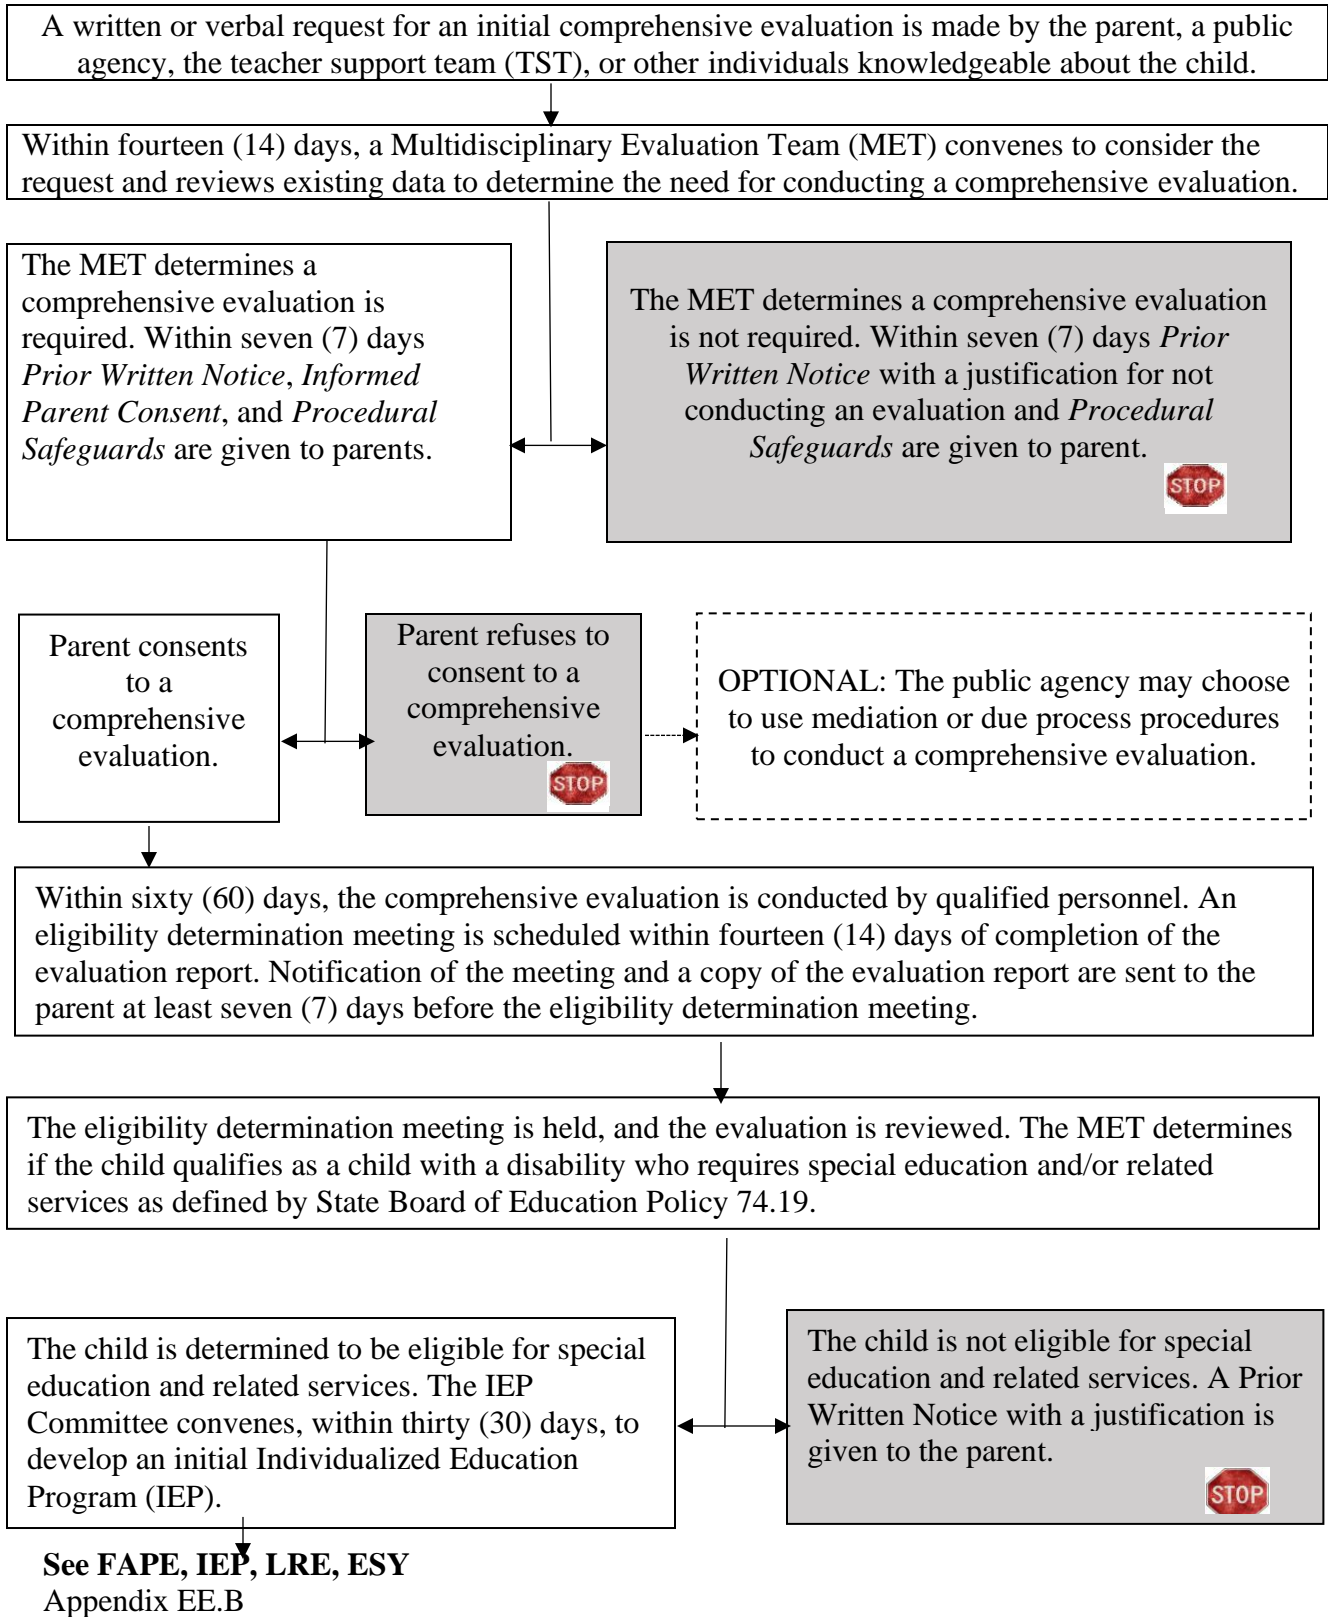 A written or verbal request for an initial comprehensive evaluation is made by the parent, a public
agency, the teacher support team (TST), or other individuals knowledgeable about the child.
Within fourteen (14) days, a Multidisciplinary Evaluation Team (MET) convenes to consider the
request and reviews existing data to determine the need for conducting a comprehensive evaluation.
The MET determines a
comprehensive evaluation is
required. Within seven (7) days
Prior Written Notice, Informed
Parent Consent, and Procedural
Safeguards are given to parents.
The MET determines a comprehensive evaluation
is not required. Within seven (7) days Prior
Written Notice with a justification for not
conducting an evaluation and Procedural
Safeguards are given to parent.
STOP
Parent consents
to a
comprehensive
evaluation.
Parent refuses to
consent to a
comprehensive
evaluation.
STOP
OPTIONAL: The public agency may choose
to use mediation or due process procedures
to conduct a comprehensive evaluation.
Within sixty (60) days, the comprehensive evaluation is conducted by qualified personnel. An
eligibility determination meeting is scheduled within fourteen (14) days of completion of the
evaluation report. Notification of the meeting and a copy of the evaluation report are sent to the
parent at least seven (7) days before the eligibility determination meeting.
The eligibility determination meeting is held, and the evaluation is reviewed. The MET determines
if the child qualifies as a child with a disability who requires special education and/or related
services as defined by State Board of Education Policy 74.19.
The child is determined to be eligible for special
education and related services. The IEP
Committee convenes, within thirty (30) days, to
develop an initial Individualized Education
Program (IEP).
The child is not eligible for special
education and related services. A Prior
Written Notice with a justification is
given to the parent.
STOP
See FAPE, IEP, LRE, ESY
Appendix EE.B